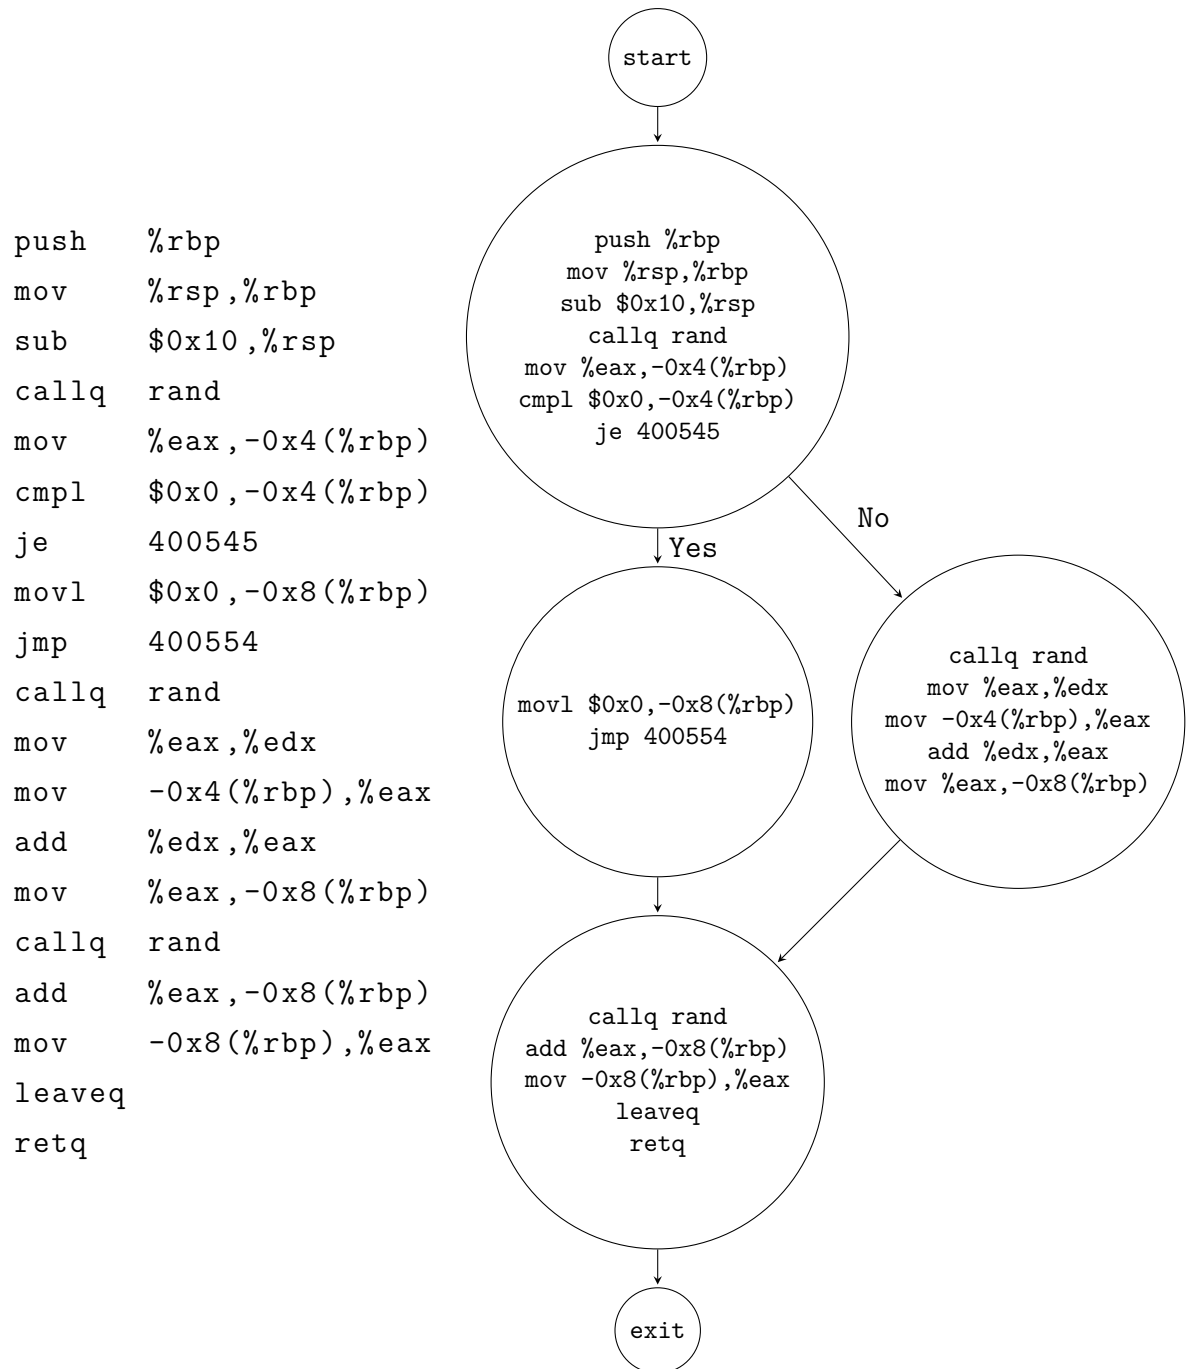 push %rbp
mov %rsp,%rbp
sub $0x10,%rsp
callq rand
mov %eax,-0x4(%rbp)
cmpl $0x0,-0x4(%rbp)
je 400545
movl $0x0,-0x8(%rbp)
jmp 400554
callq rand
mov %eax,%edx
mov -0x4(%rbp),%eax
add %edx,%eax
mov %eax,-0x8(%rbp)
callq rand
add %eax,-0x8(%rbp)
mov -0x8(%rbp),%eax
leaveq
retq
start
push %rbp
mov %rsp,%rbp
sub $0x10,%rsp
callq rand
mov %eax,-0x4(%rbp)
cmpl $0x0,-0x4(%rbp)
je 400545
Yes
No
movl $0x0,-0x8(%rbp)
jmp 400554
callq rand
mov %eax,%edx
mov -0x4(%rbp),%eax
add %edx,%eax
mov %eax,-0x8(%rbp)
callq rand
add %eax,-0x8(%rbp)
mov -0x8(%rbp),%eax
leaveq
retq
exit